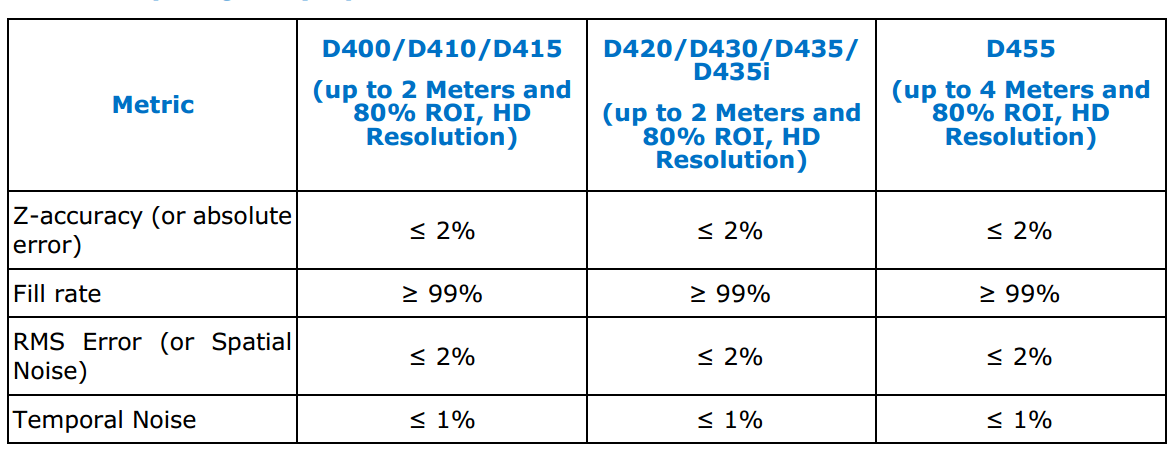 Metric
D400/D410/D415
(up to 2 Meters and
80% ROI, HD
Resolution)
D420/D430/D435/
D435i
(up to 2 Meters and
80% ROI, HD
Resolution)
D455
(up to 4 Meters and
80% ROI, HD
Resolution)
Z-accuracy (or absolute
error)
≤ 2%
≤ 2%
≤ 2%
Fill rate
≥ 99%
≥ 99%
≥ 99%
RMS Error (or Spatial
Noise)
≤ 2%
≤ 2%
≤ 2%
Temporal Noise
≤ 1%
≤ 1%
≤ 1%